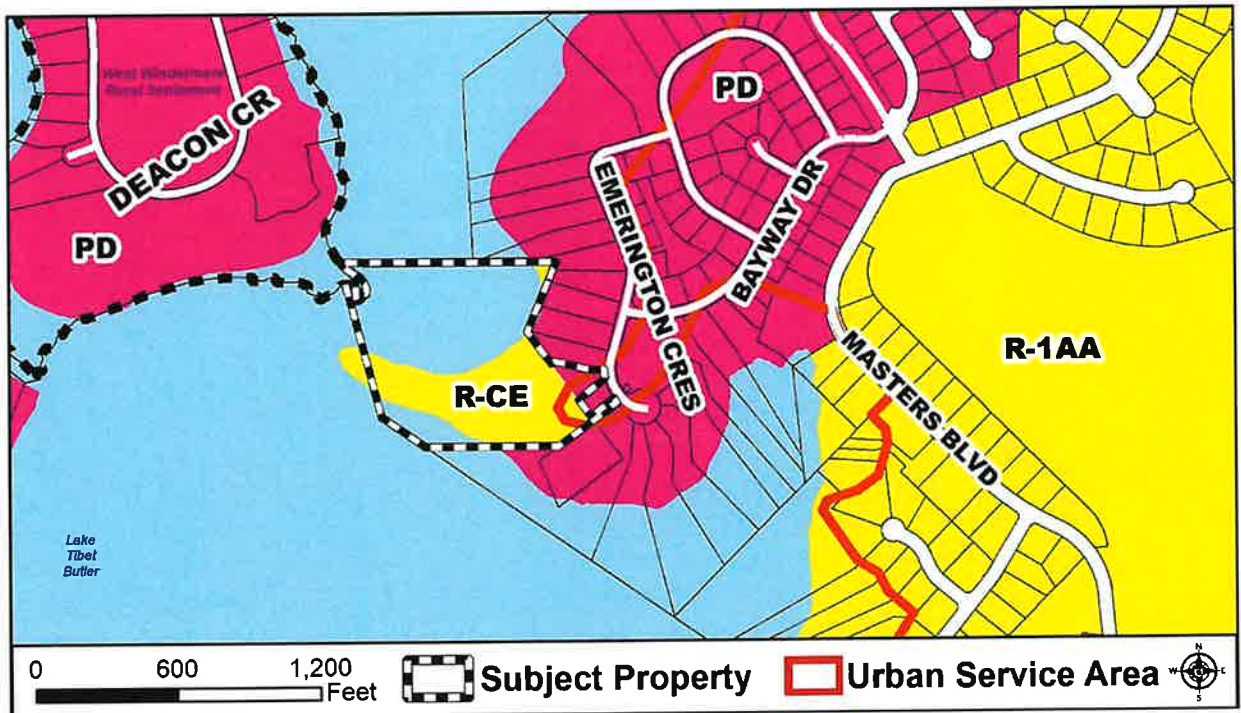 West Windermere
Rural Settlement
DEACON CR
PD
PD
EMERINGTON CRES
BAYWAY DR
MASTERS BLVD
R-1AA
R-CE
Lake
Tibet
Butler
0 600 1,200
Feet
Subject Property
Urban Service Area
N
W E
S